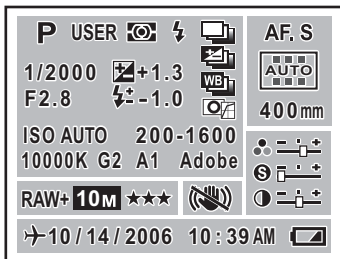 P USER
AF. S
AUTO
1/2000 +1.3
WB
F2.8 -1.0
400mm
ISO AUTO 200-1600
10000K G2 A1 Adobe
S
RAW+ 10M ★★★
10/14/2006 10:39AM